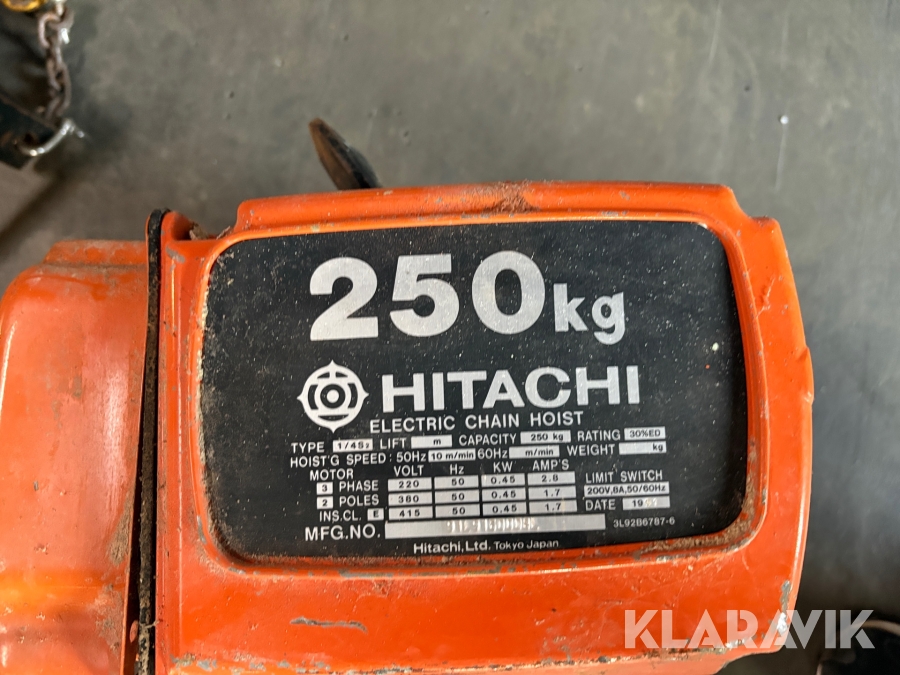 250kg
HITACHI
ELECTRIC CHAIN HOIST
TYPE LIFT m CAPACITY 250 kg RATING 30%ED
HOIST'G SPEED : 50Hz 10 m/min 60Hz m/min WEIGHT kg
MOTOR VOLT Hz KW AMP'S
3 PHASE 220 50 0.45 2.8 LIMIT SWITCH
2 POLES 380 50 0.45 1.7 200V,8A,50/60Hz
INS.CL. E 415 50 0.45 1.7 DATE
MFG.NO. 3L92B6787-6
Hitachi,Ltd. Tokyo Japan
KLARAVIK